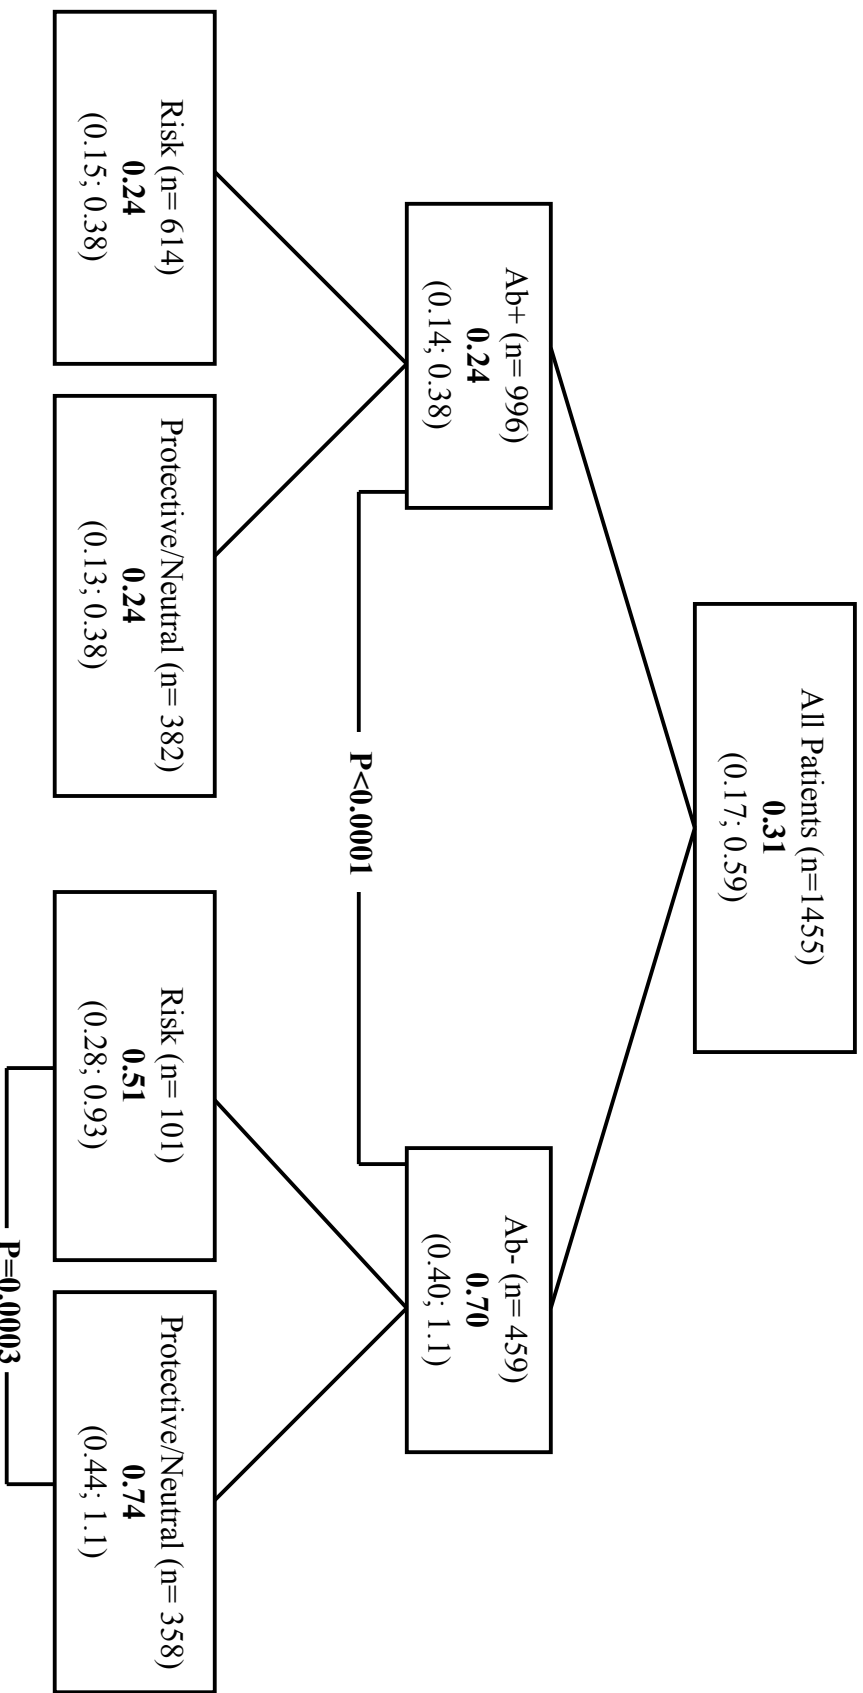 All Patients (n=1455)
0.31
(0.17; 0.59)
Ab+ (n= 996)
0.24
(0.14; 0.38)
Ab- (n= 459)
0.70
(0.40; 1.1)
P<0.0001
Risk (n= 614)
0.24
(0.15; 0.38)
Protective/Neutral (n= 382)
0.24
(0.13; 0.38)
Risk (n= 101)
0.51
(0.28; 0.93)
Protective/Neutral (n= 358)
0.74
(0.44; 1.1)
P=0.0003